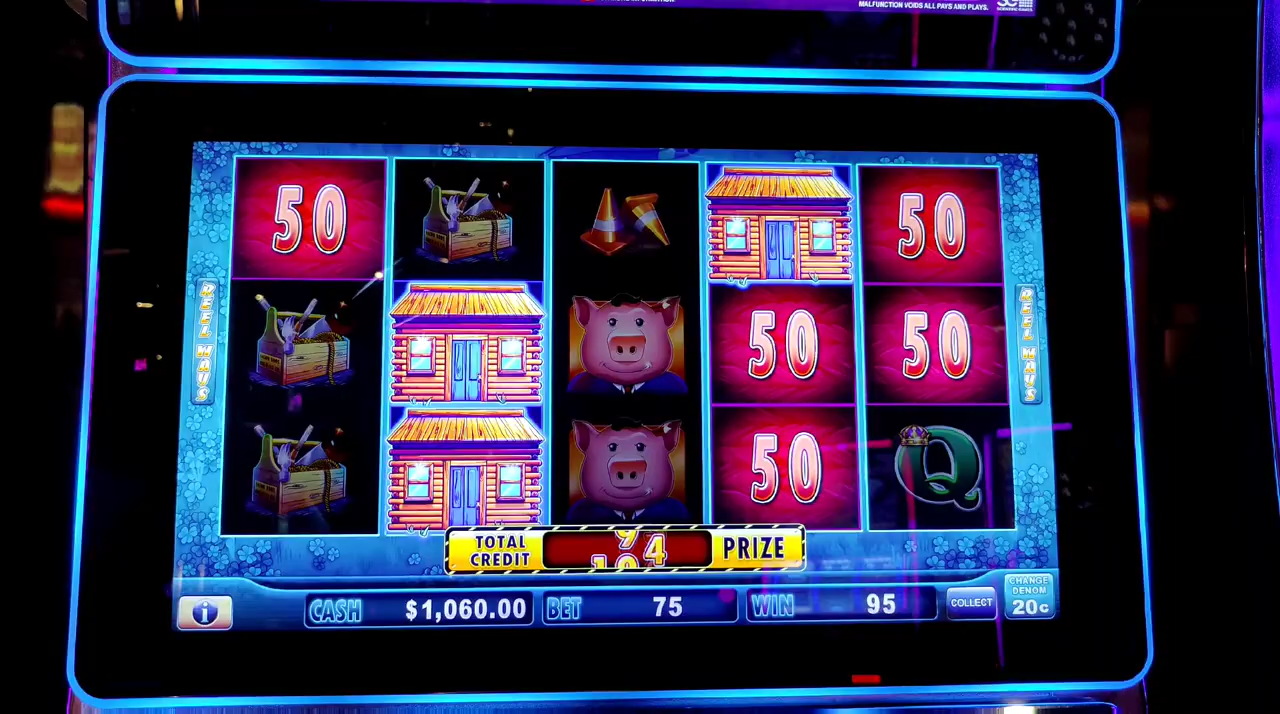 MALFUNCTION VOIDS ALL PAYS AND PLAYS.
50
50
REEL WAYS
50
50
REEL WAYS
50
Q
TOTAL CREDIT
PRIZE
CASH $1,060.00 BET 75 WIN 95 COLLECT
CHANGE
DENOM
20¢